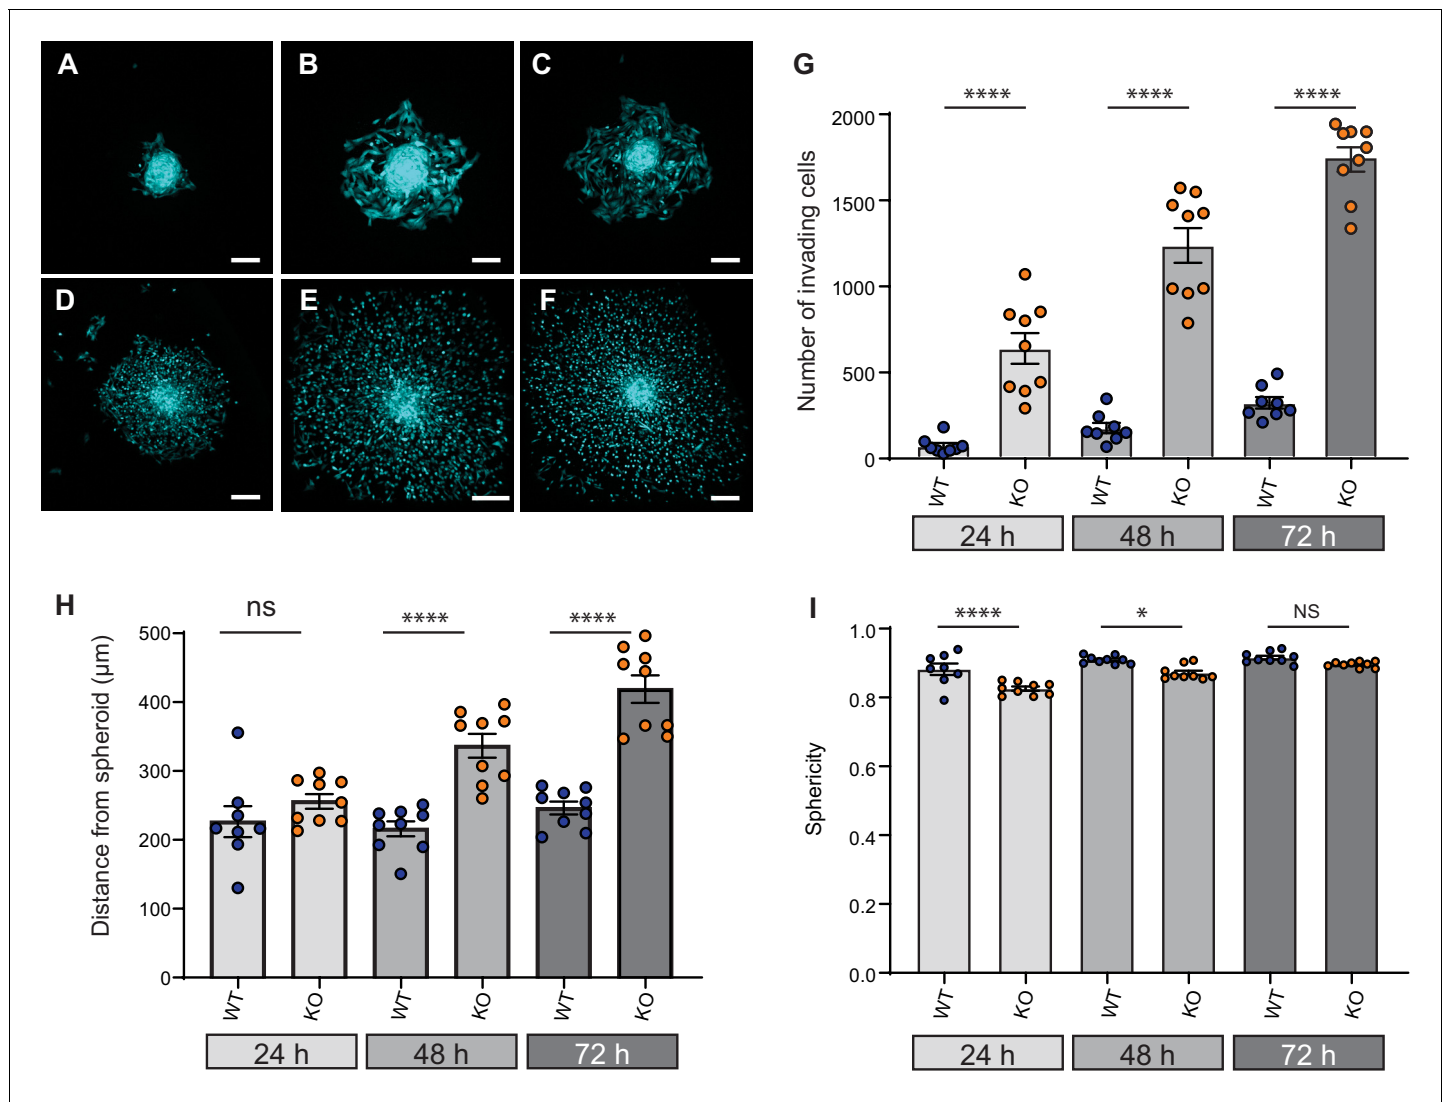 A
B
C
D
E
F
G
**** **** ****
Number of invading cells
2000
1500
1000
500
0
WT KO WT KO WT KO
24 h 48 h 72 h
H
ns **** ****
Distance from spheroid (μm)
500
400
300
200
100
0
WT KO WT KO WT KO
24 h 48 h 72 h
I
**** * NS
Sphericity
1.0
0.8
0.6
0.4
0.2
0.0
WT KO WT KO WT KO
24 h 48 h 72 h